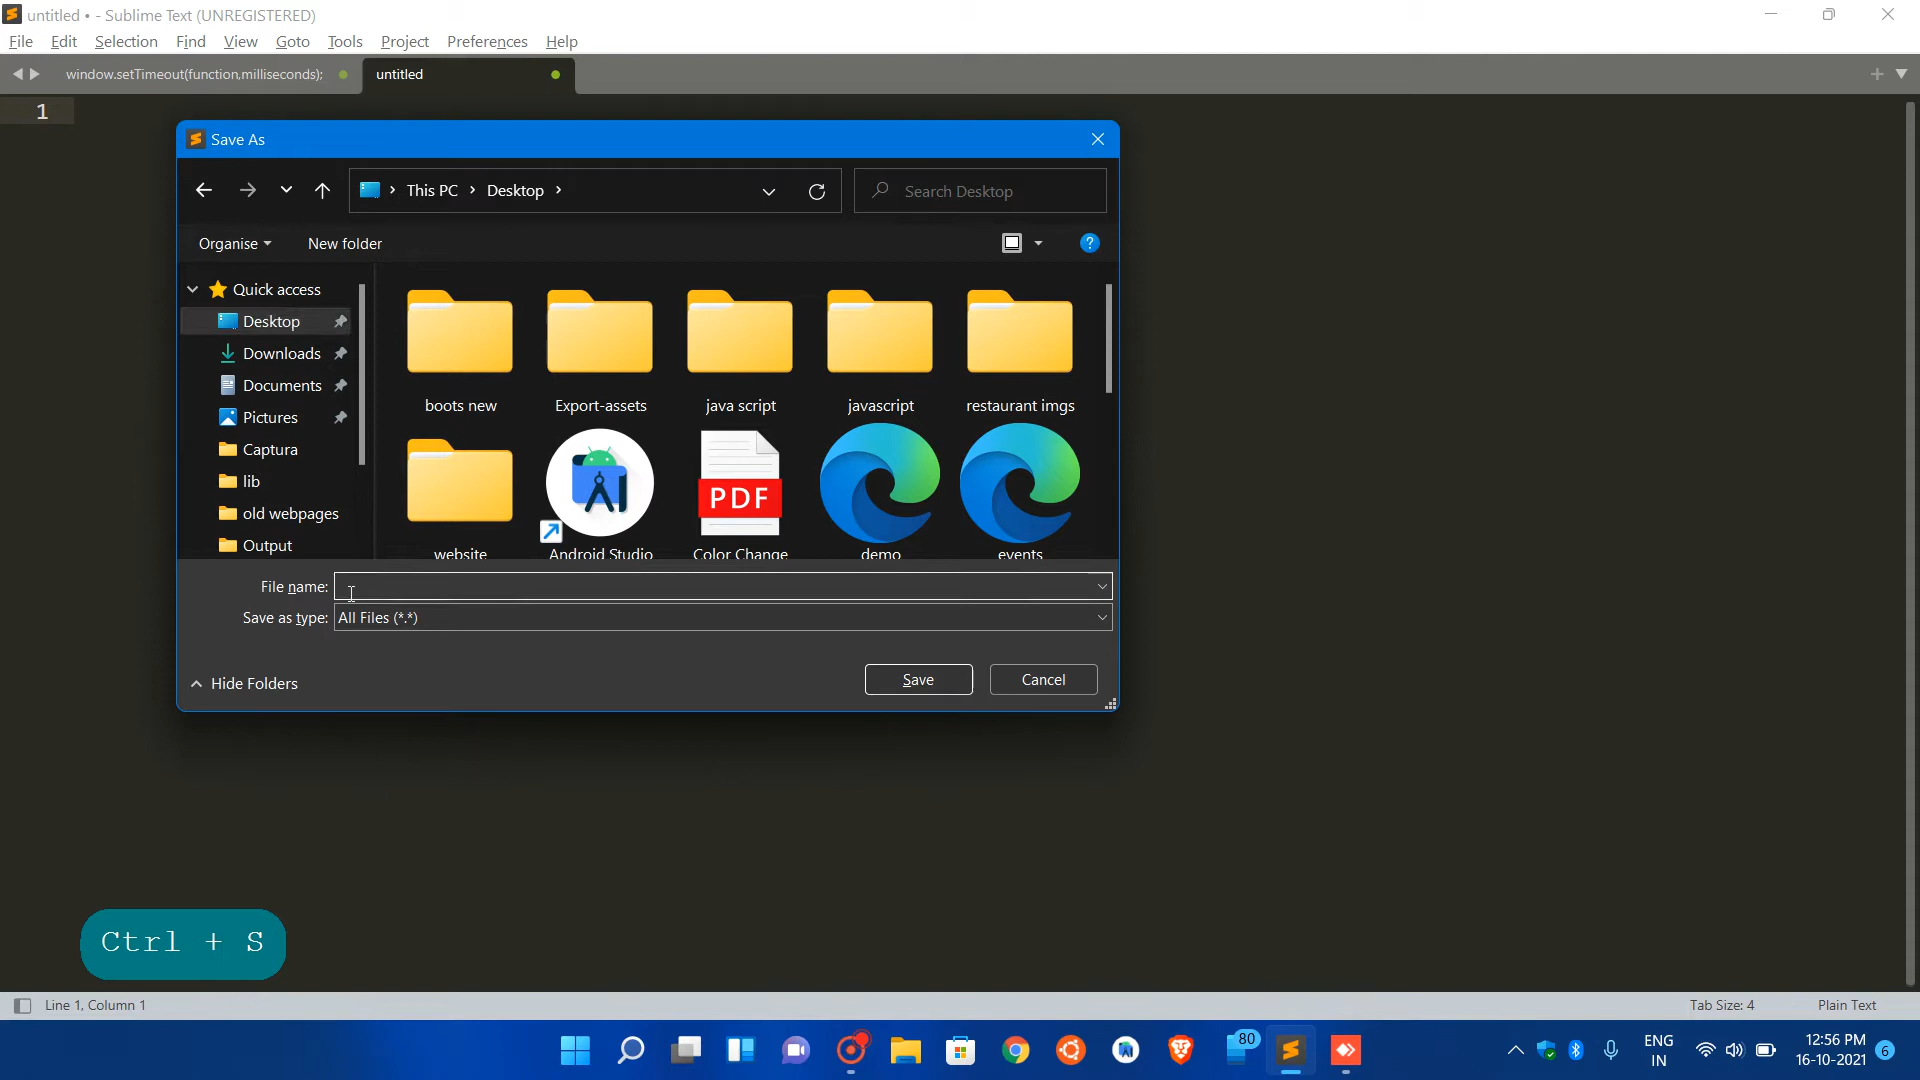 untitled • - Sublime Text (UNREGISTERED)
File Edit Selection Find View Goto Tools Project Preferences Help
window.setTimeout(function,milliseconds); untitled
1
Save As
This PC Desktop
Search Desktop
Organise New folder
Quick access
Desktop
Downloads
Documents
Pictures
Captura
lib
old webpages
Output
boots new Export-assets java script javascript restaurant imgs
PDF
website Android Studio Color Change demo events
File name:
Save as type: All Files (*.*)
Hide Folders
Save Cancel
Ctrl + S
Line 1, Column 1
Tab Size: 4 Plain Text
80
ENG
IN
12:56 PM
16-10-2021
6